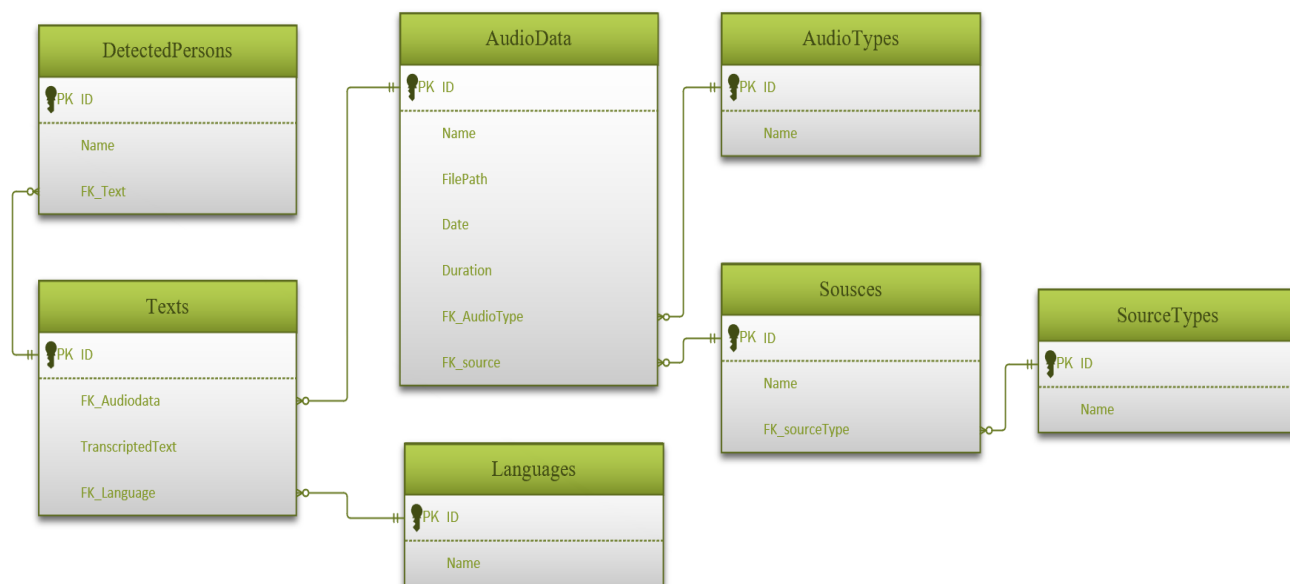 DetectedPersons
PK ID
Name
FK_Text
AudioData
PK ID
Name
FilePath
Date
Duration
FK_AudioType
FK_source
AudioTypes
PK ID
Name
Texts
PK ID
FK_Audiodata
TranscriptedText
FK_Language
Languages
PK ID
Name
Sousces
PK ID
Name
FK_sourceType
SourceTypes
PK ID
Name